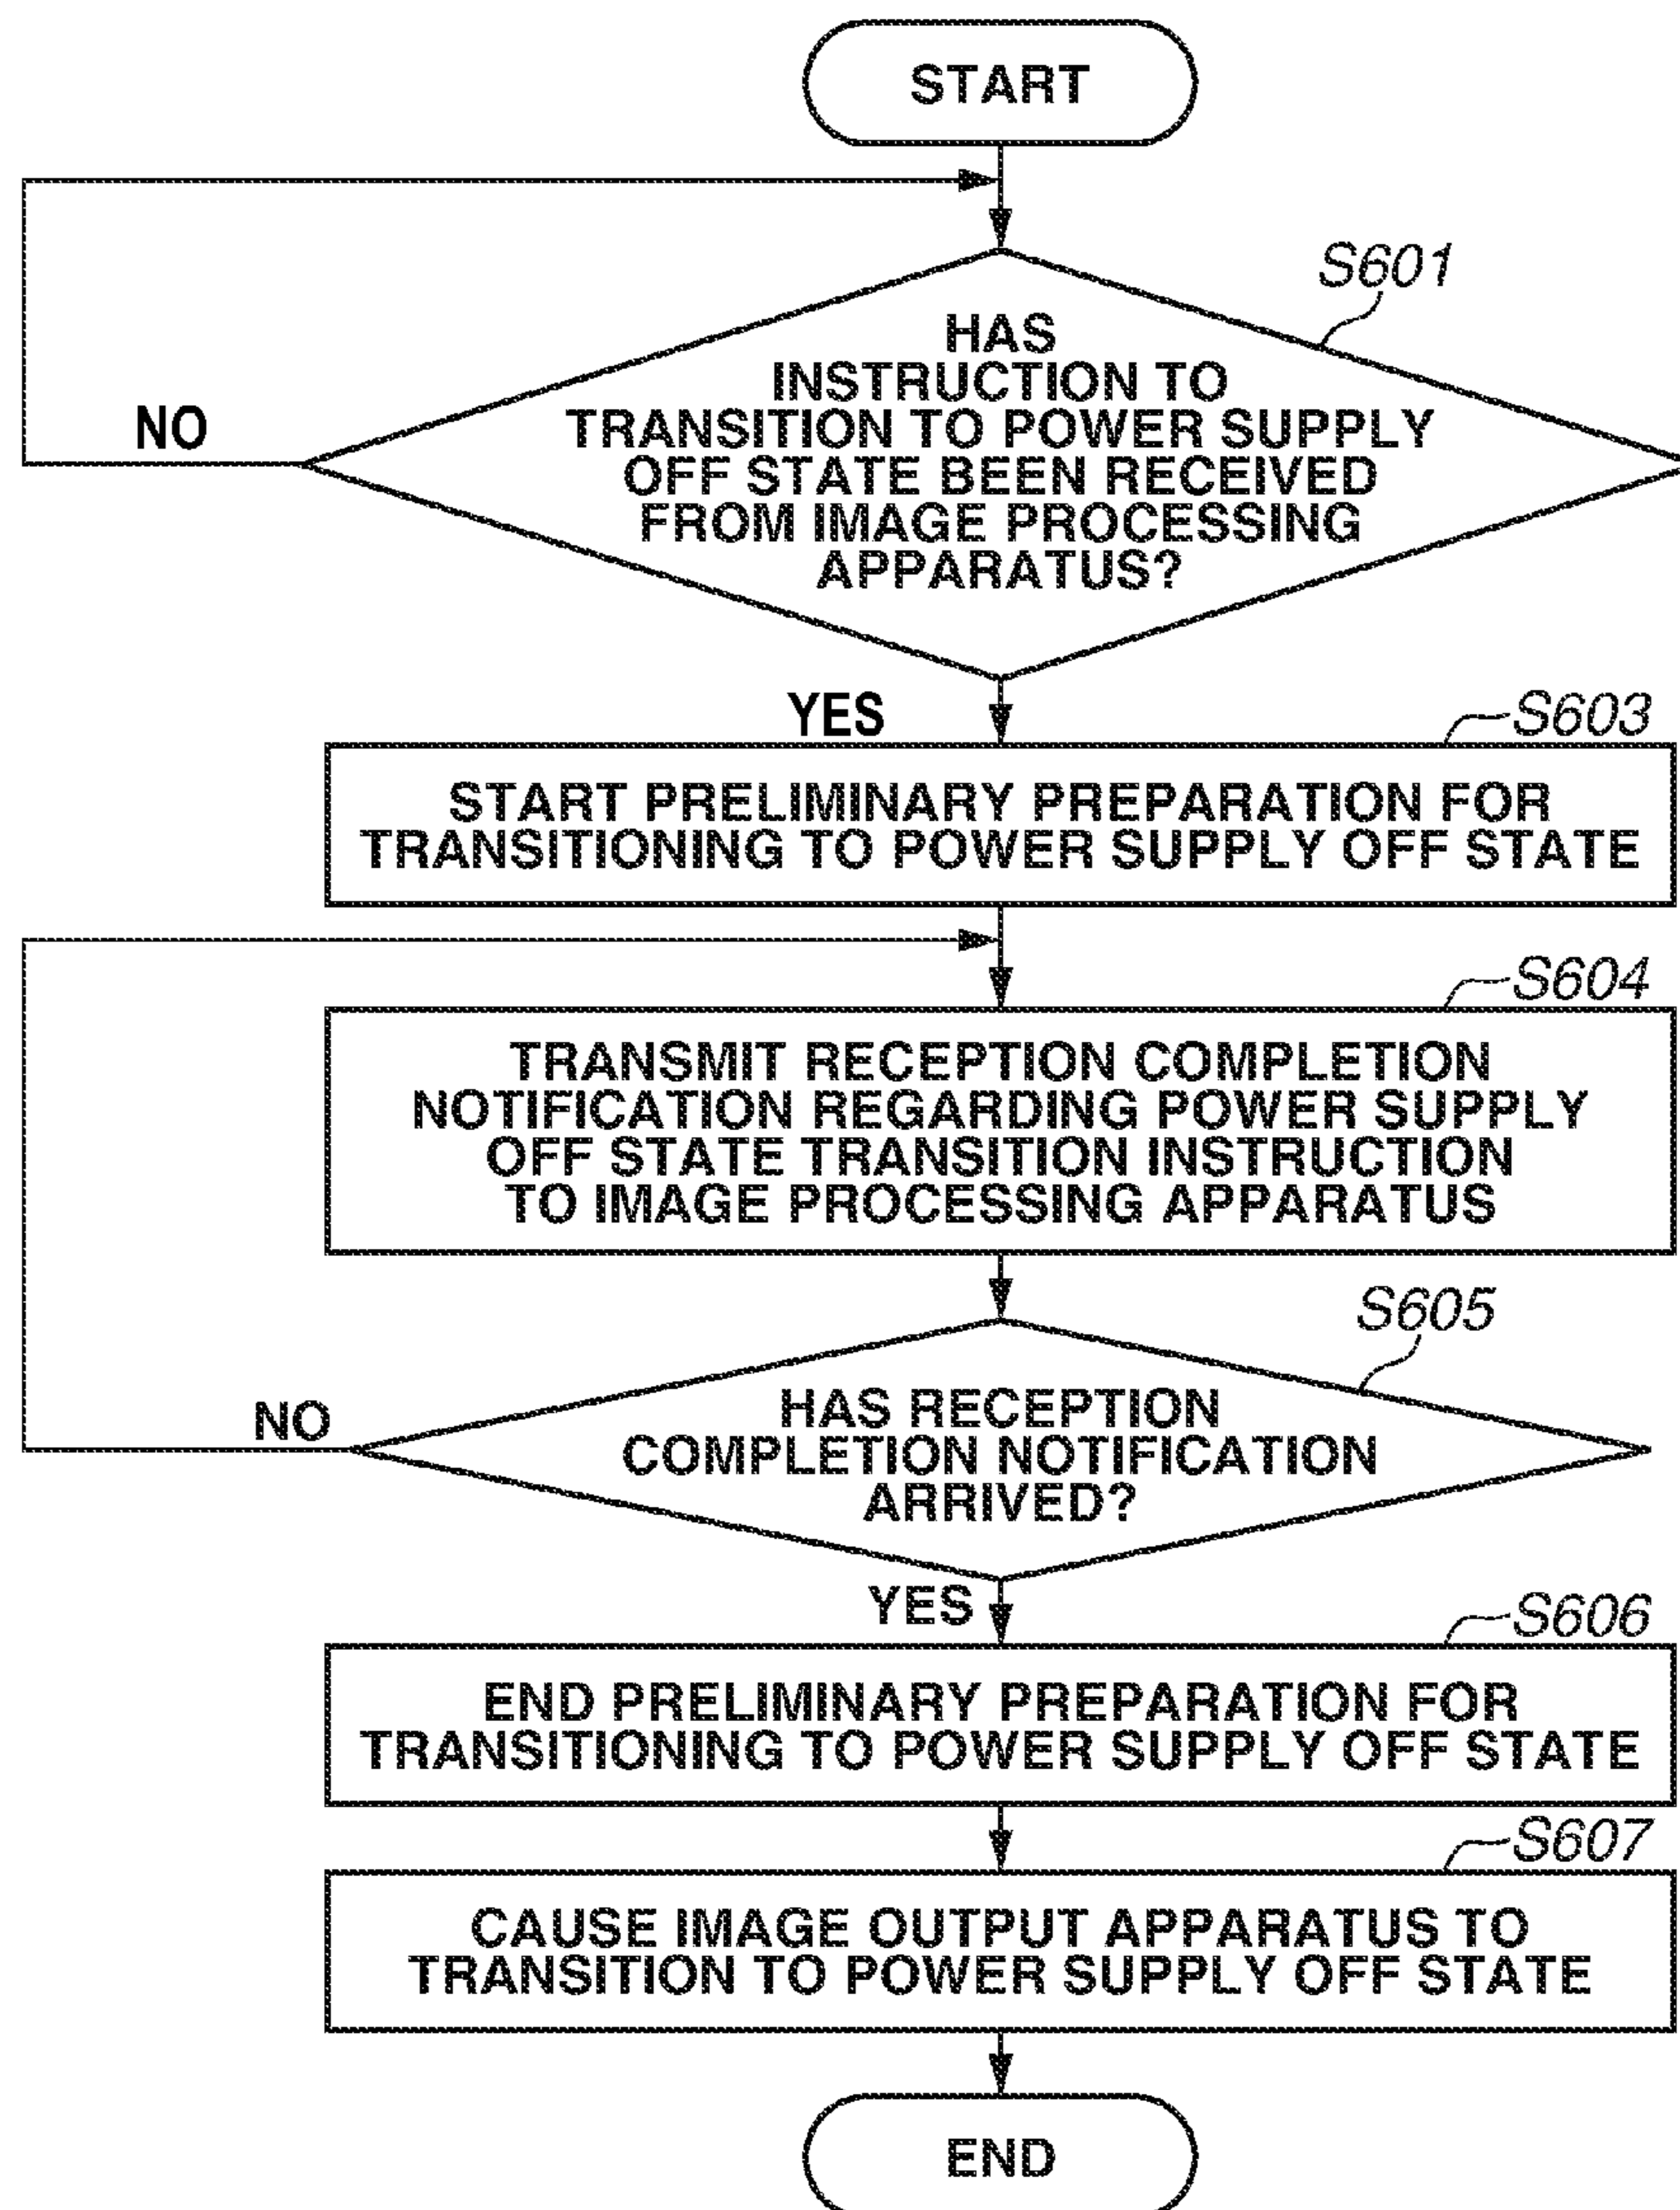 START
S601
HAS
INSTRUCTION TO
TRANSITION TO POWER SUPPLY
OFF STATE BEEN RECEIVED
FROM IMAGE PROCESSING
APPARATUS?
NO
YES
S603
START PRELIMINARY PREPARATION FOR
TRANSITIONING TO POWER SUPPLY OFF STATE
S604
TRANSMIT RECEPTION COMPLETION
NOTIFICATION REGARDING POWER SUPPLY
OFF STATE TRANSITION INSTRUCTION
TO IMAGE PROCESSING APPARATUS
S605
HAS RECEPTION
COMPLETION NOTIFICATION
ARRIVED?
NO
YES
S606
END PRELIMINARY PREPARATION FOR
TRANSITIONING TO POWER SUPPLY OFF STATE
S607
CAUSE IMAGE OUTPUT APPARATUS TO
TRANSITION TO POWER SUPPLY OFF STATE
END